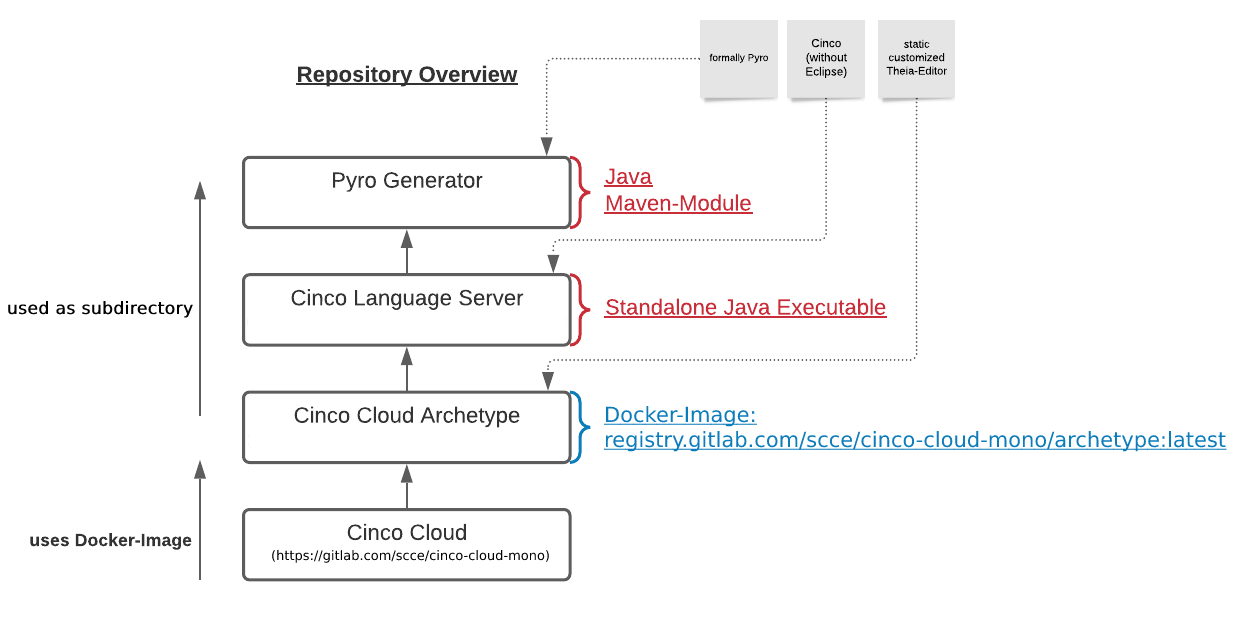 formally Pyro
Cinco
(without
Eclipse)
static
customized
Theia-Editor
Repository Overview
Pyro Generator
Java
Maven-Module
used as subdirectory
Cinco Language Server
Standalone Java Executable
Cinco Cloud Archetype
Docker-Image:
registry.gitlab.com/scce/cinco-cloud-mono/archetype:latest
uses Docker-Image
Cinco Cloud
(https://gitlab.com/scce/cinco-cloud-mono)